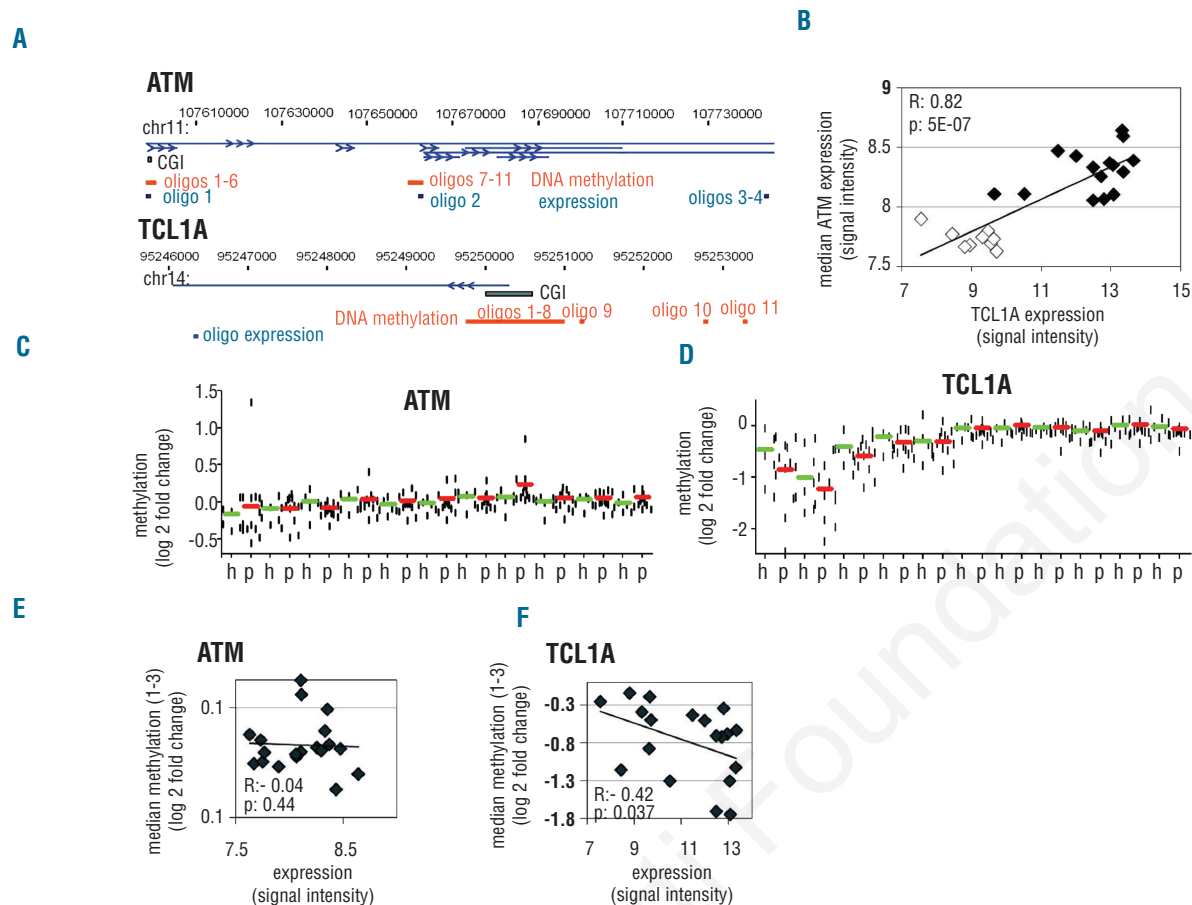 A
ATM
107610000 107630000 107650000 107670000 107690000 107710000 107730000
chr11:
CGI
oligos 1-6 oligos 7-11 DNA methylation
oligo 1 oligo 2 expression oligos 3-4
TCL1A
95246000 95247000 95248000 95249000 95250000 95251000 95252000 95253000
chr14:
CGI
DNA methylation oligos 1-8 oligo 9 oligo 10 oligo 11
oligo expression
B
R: 0.82
p: 5E-07
median ATM expression
(signal intensity)
9
8.5
8
7.5
7 9 11 13 15
TCL1A expression
(signal intensity)
C
ATM
methylation
(log 2 fold change)
1.5
1.0
0.5
0.0
-0.5
h p h p h p h p h p h p h p h p h p h p h p
D
TCL1A
methylation
(log 2 fold change)
0
-1
-2
h p h p h p h p h p h p h p h p h p h p h p
E
ATM
median methylation (1-3)
(log 2 fold change)
0.1
0.1
R:- 0.04
p: 0.44
7.5 8.5
expression
(signal intensity)
F
TCL1A
median methylation (1-3)
(log 2 fold change)
-0.3
-0.8
-1.3
-1.8
R:- 0.42
p: 0.037
7 9 11 13
expression
(signal intensity)
Foundation